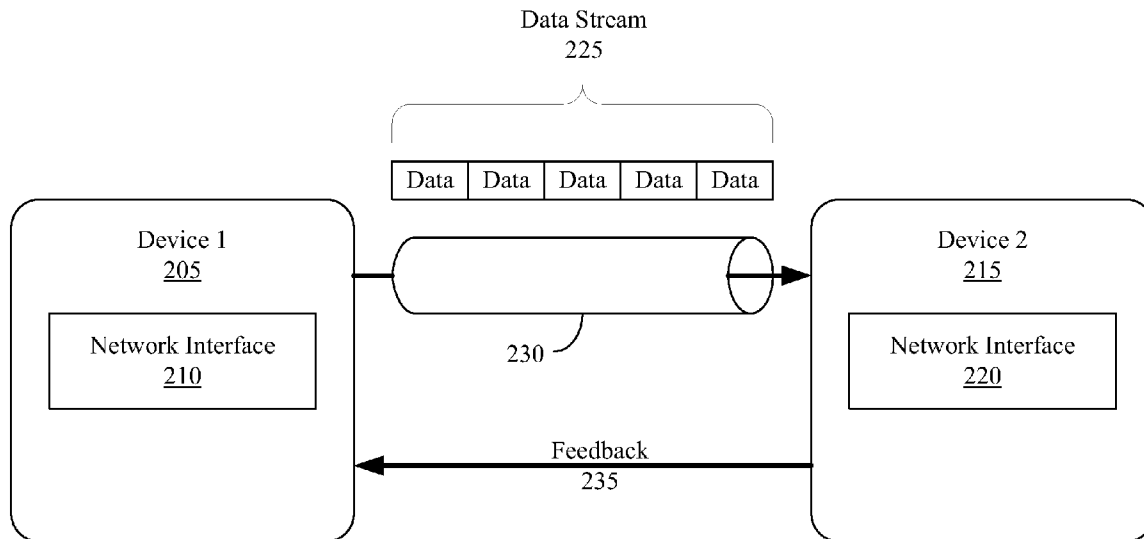 Data Stream
225
Data Data Data Data Data
Device 1
205
Network Interface
210
230
Device 2
215
Network Interface
220
Feedback
235